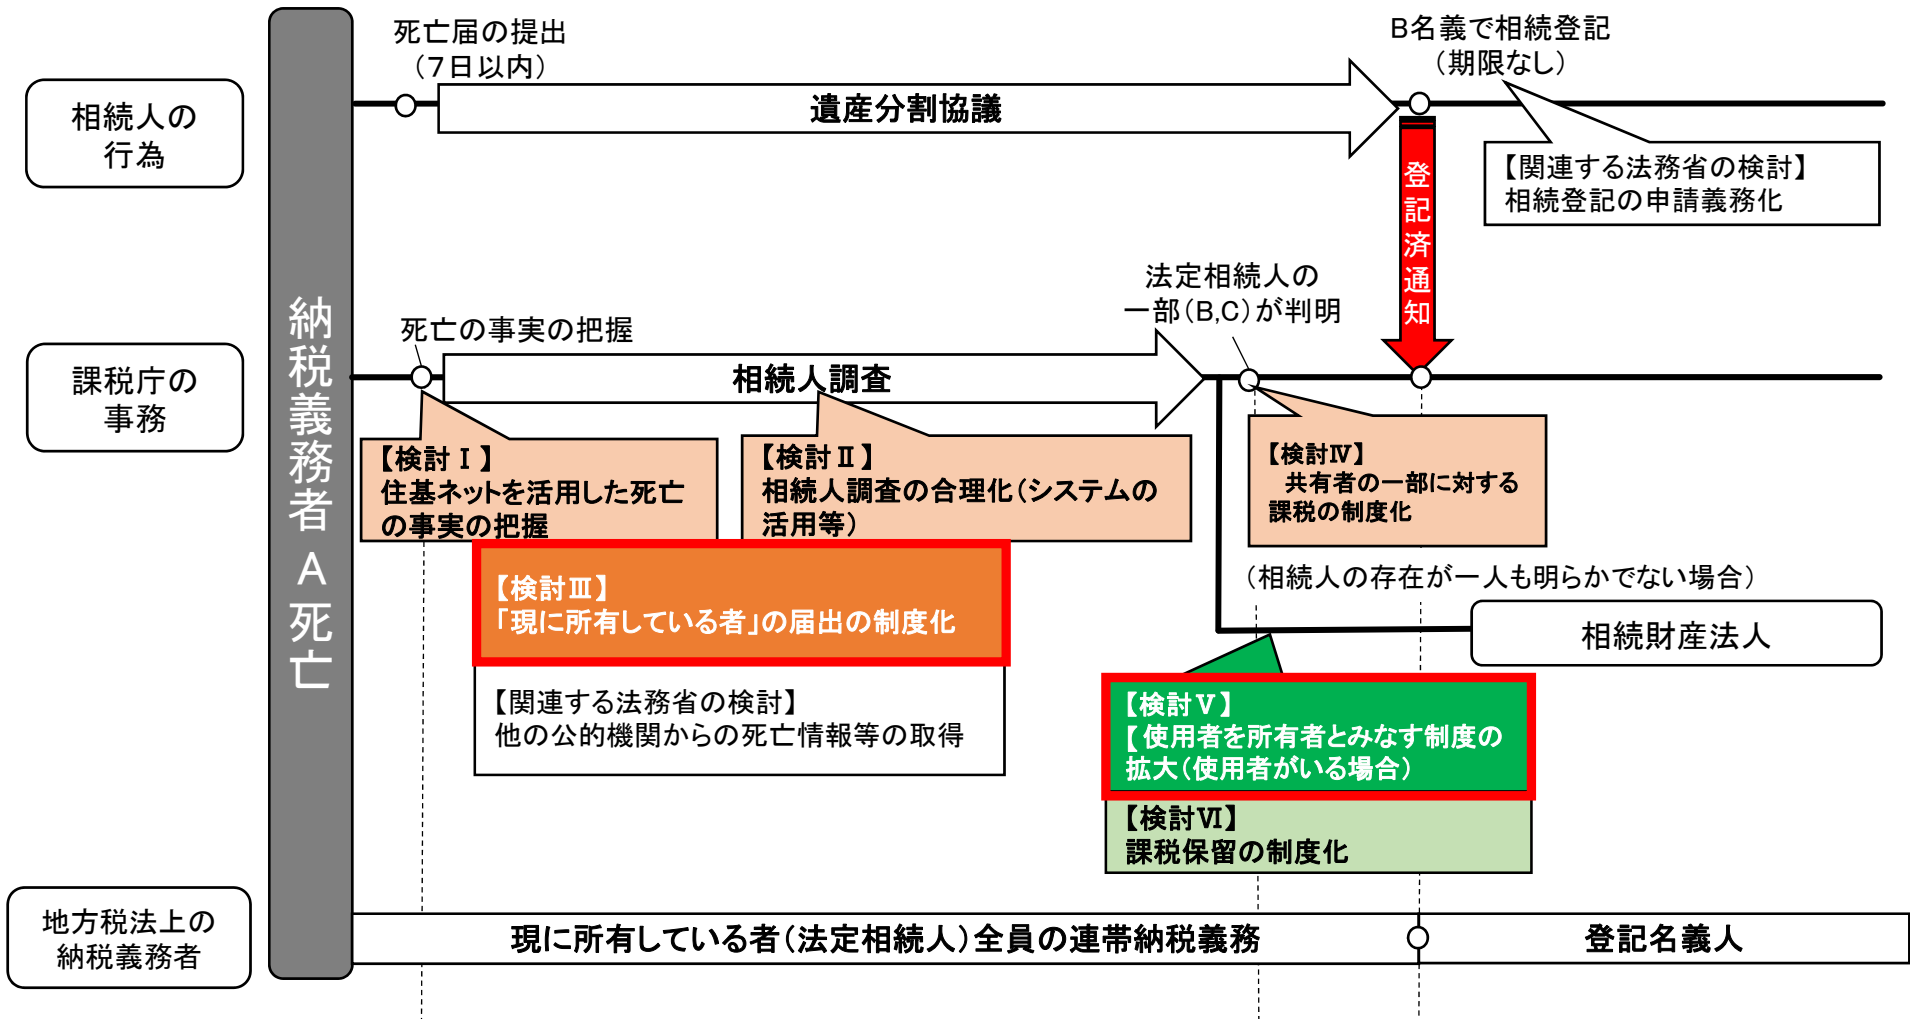 死亡届の提出
（7日以内）
B名義で相続登記
（期限なし）
相続人の
行為
遺産分割協議
【関連する法務省の検討】
相続登記の申請義務化
登記済通知
納税義務者A死亡
法定相続人の
一部（B,C）が判明
死亡の事実の把握
課税庁の
事務
相続人調査
【検討Ⅰ】
住基ネットを活用した死亡
の事実の把握
【検討Ⅱ】
相続人調査の合理化（システムの
活用等）
【検討Ⅳ】
共有者の一部に対する
課税の制度化
【検討Ⅲ】
「現に所有している者」の届出の制度化
（相続人の存在が一人も明らかでない場合）
相続財産法人
【関連する法務省の検討】
他の公的機関からの死亡情報等の取得
【検討Ⅴ】
【使用者を所有者とみなす制度の
拡大（使用者がいる場合）
【検討Ⅵ】
課税保留の制度化
地方税法上の
納税義務者
現に所有している者（法定相続人）全員の連帯納税義務
登記名義人